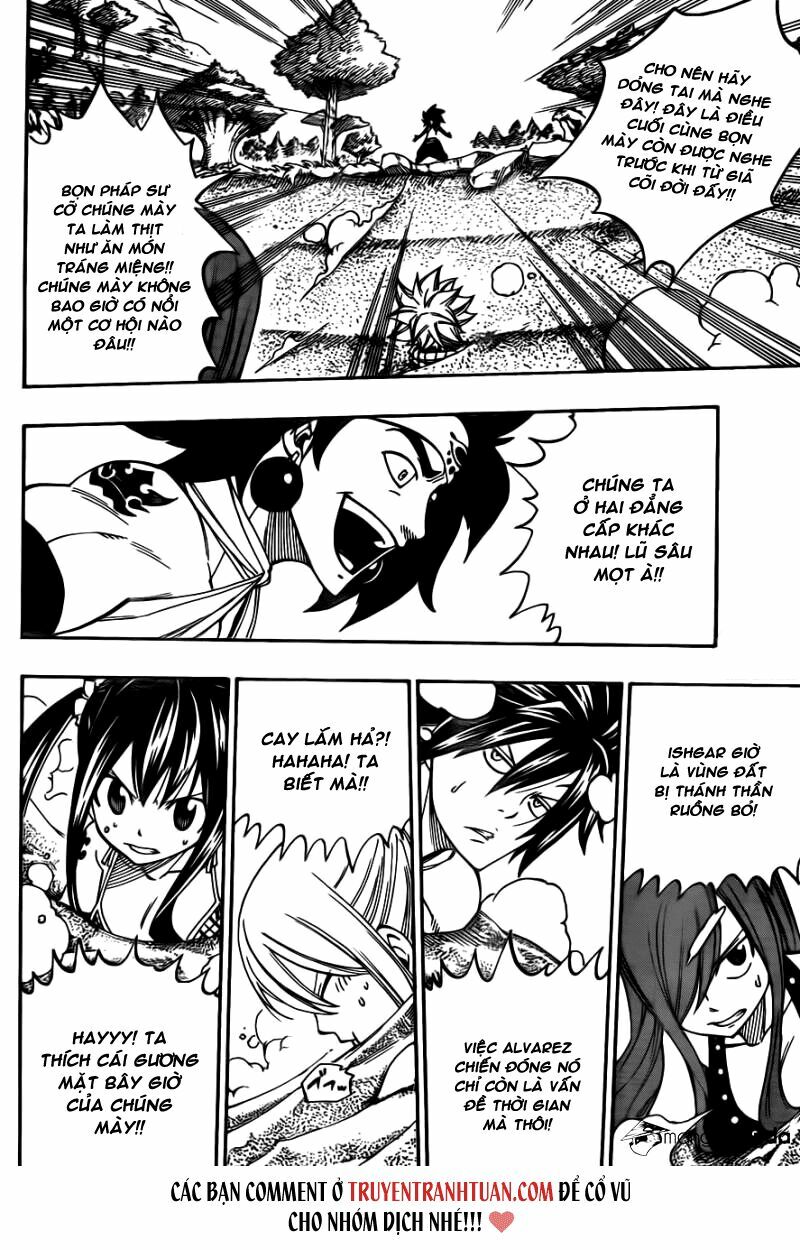 CHO NÊN HÃY
DỎNG TAI MÀ NGHE
ĐÂY! ĐÂY LÀ ĐIỀU
CUỐI CÙNG BỌN
MÀY CÒN ĐƯỢC NGHE
TRƯỚC KHI TỪ GIÃ
CÕI ĐỜI ĐẤY!!
BỌN PHÁP SƯ
CỠ CHÚNG MÀY
TA LÀM THỊT
NHƯ ĂN MÓN
TRÁNG MIỆNG!!
CHÚNG MÀY KHÔNG
BAO GIỜ CÓ NỔI
MỘT CƠ HỘI NÀO
ĐÂU!!
CHÚNG TA
Ở HAI ĐẲNG
CẤP KHÁC
NHAU! LŨ SÂU
MỌT À!!
ISHGAR GIỜ
LÀ VÙNG ĐẤT
BỊ THÁNH THẦN
RUỒNG BỎ!
VIỆC ALVAREZ
CHIẾN ĐÓNG NÓ
CHỈ CÒN LÀ VẤN
ĐỀ THỜI GIAN
MÀ THÔI!
CAY LẮM HẢ?!
HAHAHA! TA
BIẾT MÀ!!
HAYYY! TA
THÍCH CÁI GƯƠNG
MẶT BÂY GIỜ
CỦA CHÚNG
MÀY!!
CÁC BẠN COMMENT Ở TRUYENTRANHTUAN.COM ĐỂ CỔ VŨ
CHO NHÓM DỊCH NHÉ!!!